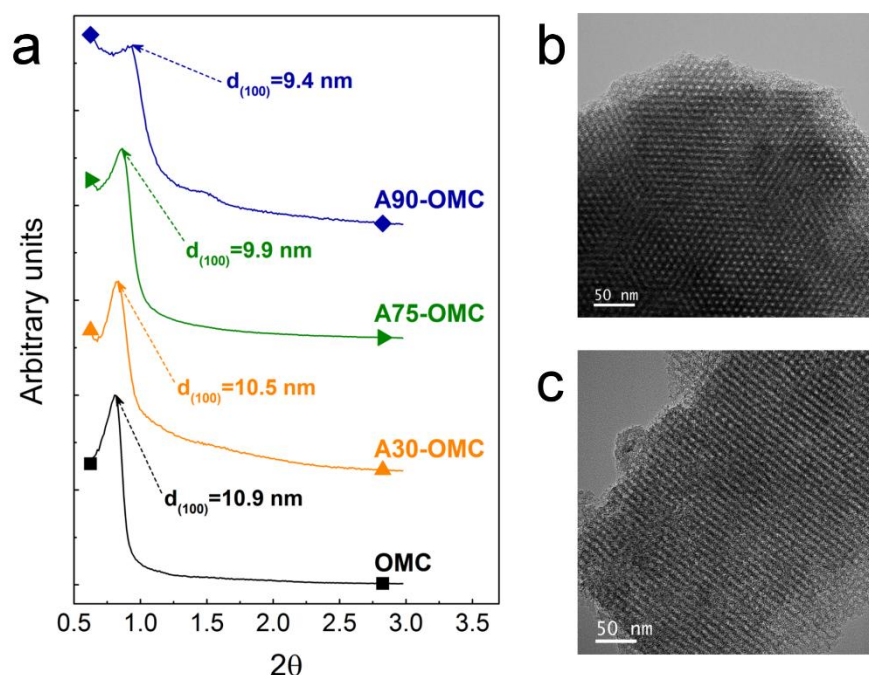 a
d(100)=9.4 nm
A90-OMC
d(100)=9.9 nm
A75-OMC
d(100)=10.5 nm
A30-OMC
d(100)=10.9 nm
OMC
Arbitrary units
0.5 1.0 1.5 2.0 2.5 3.0 3.5
2θ
b
50 nm
c
50 nm